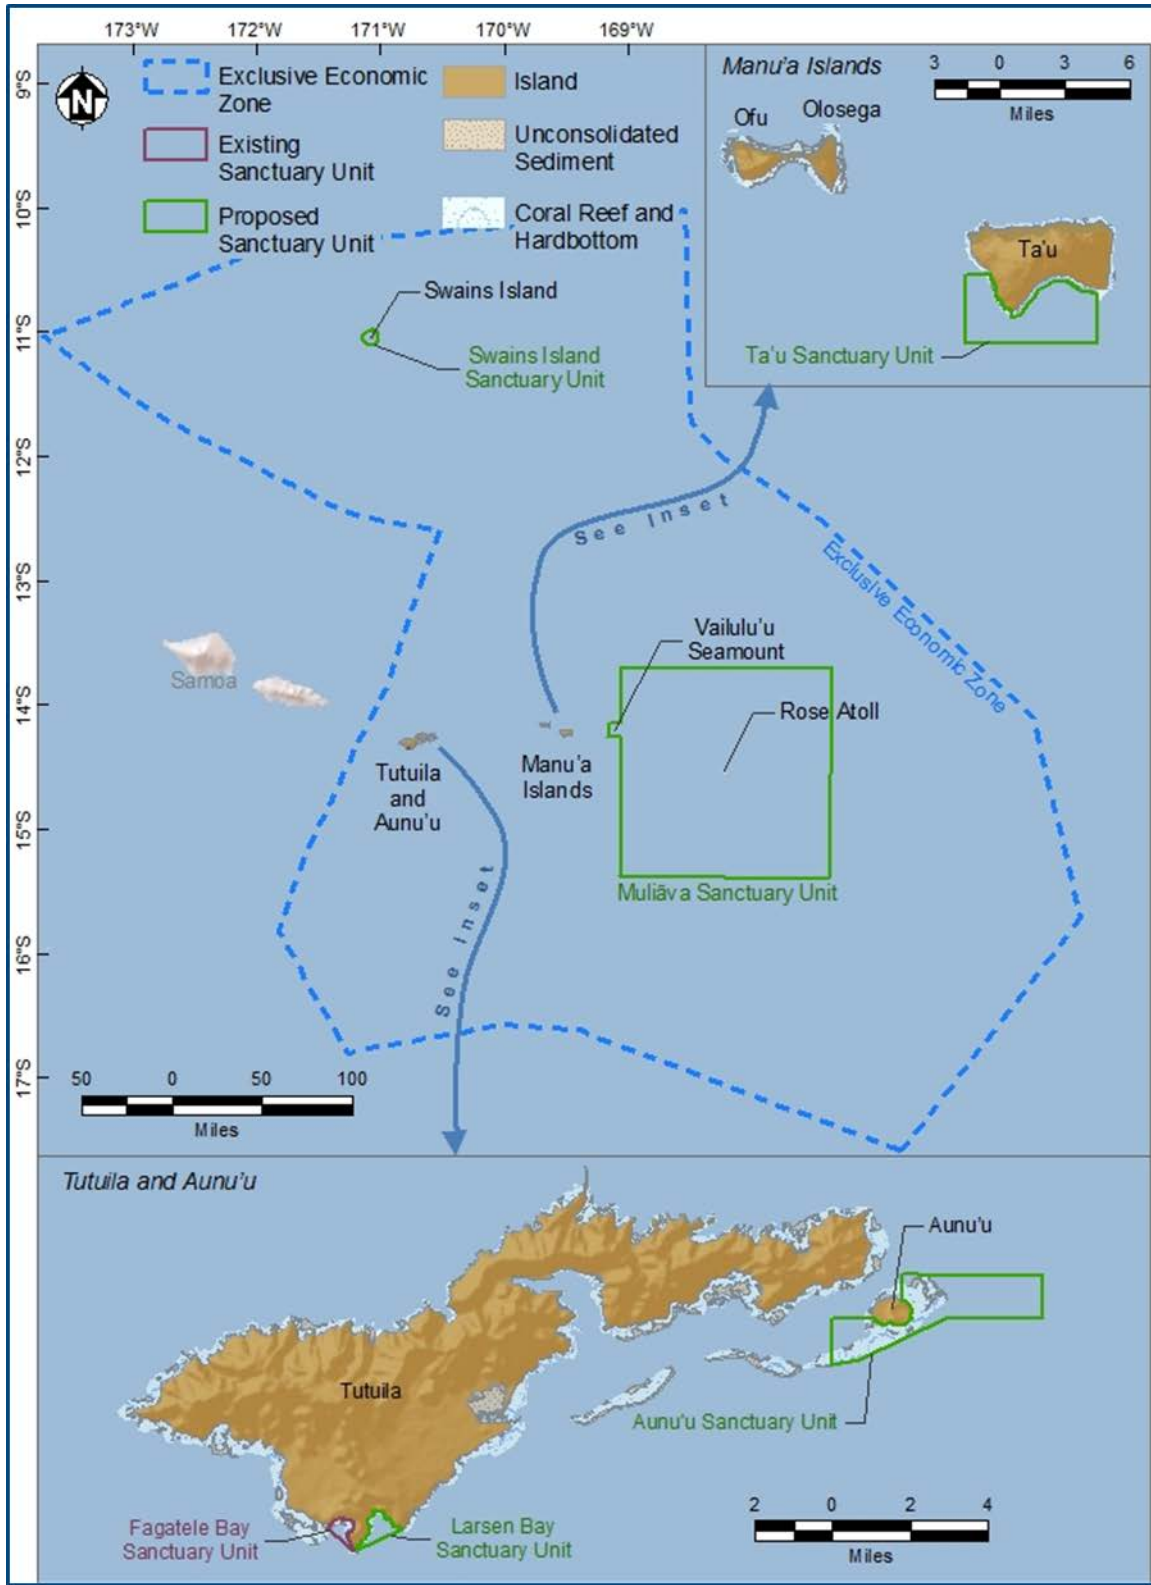 173°W 172°W 171°W 170°W 169°W
9°S
10°S
11°S
12°S
13°S
14°S
15°S
16°S
17°S
N
Exclusive Economic
Zone
Existing
Sanctuary Unit
Proposed
Sanctuary Unit
Island
Unconsolidated
Sediment
Coral Reef and
Hardbottom
Manu'a Islands
3 0 3 6
Miles
Ofu
Olosega
Ta'u
Ta'u Sanctuary Unit
Swains Island
Swains Island
Sanctuary Unit
See Inset
Exclusive Economic Zone
Vailulu'u
Seamount
Rose Atoll
Samoa
Tutuila
and
Aunu'u
Manu'a
Islands
Muliāva Sanctuary Unit
See Inset
50 0 50 100
Miles
Tutuila and Aunu'u
Aunu'u
Tutuila
Aunu'u Sanctuary Unit
Fagatele Bay
Sanctuary Unit
Larsen Bay
Sanctuary Unit
2 0 2 4
Miles